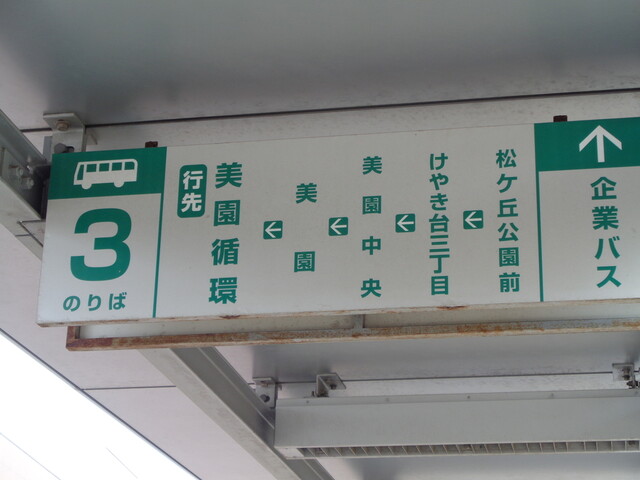 3
のりば
行先
美園循環
美園
美園中央
けやき台三丁目
松ケ丘公園前
企業バス